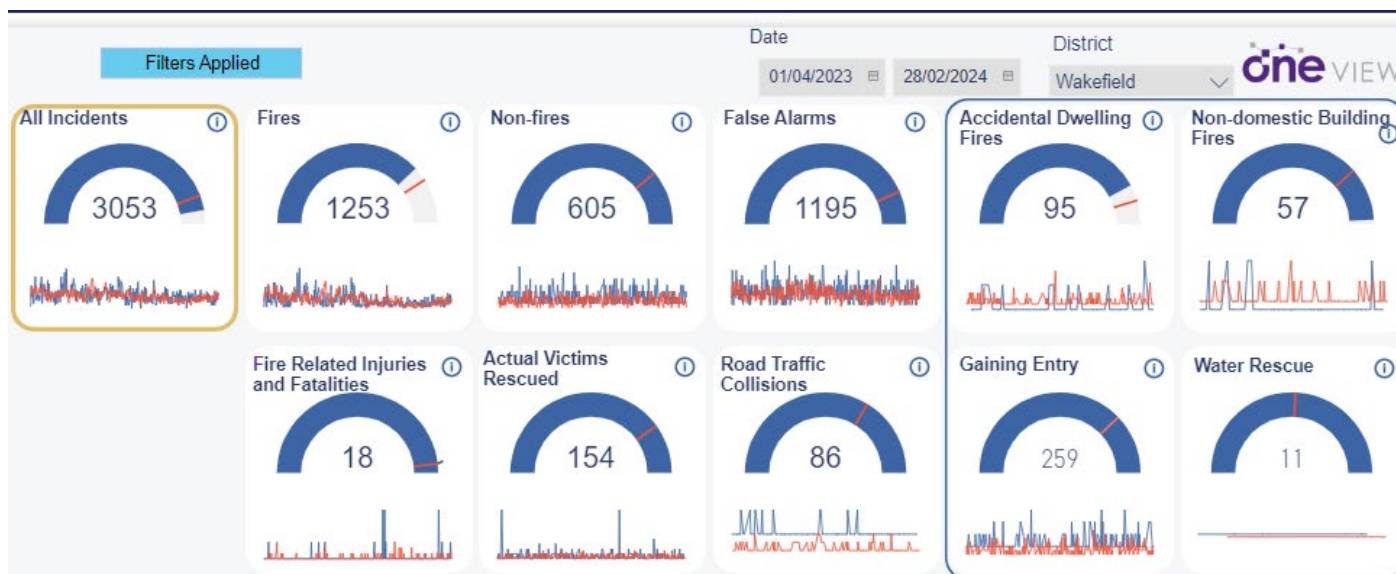 Filters Applied
Date
01/04/2023
28/02/2024
District
Wakefield
one VIEW
All Incidents
3053
Fires
1253
Non-fires
605
False Alarms
1195
Accidental Dwelling
Fires
95
Non-domestic Building
Fires
57
Fire Related Injuries
and Fatalities
18
Actual Victims
Rescued
154
Road Traffic
Collisions
86
Gaining Entry
259
Water Rescue
11